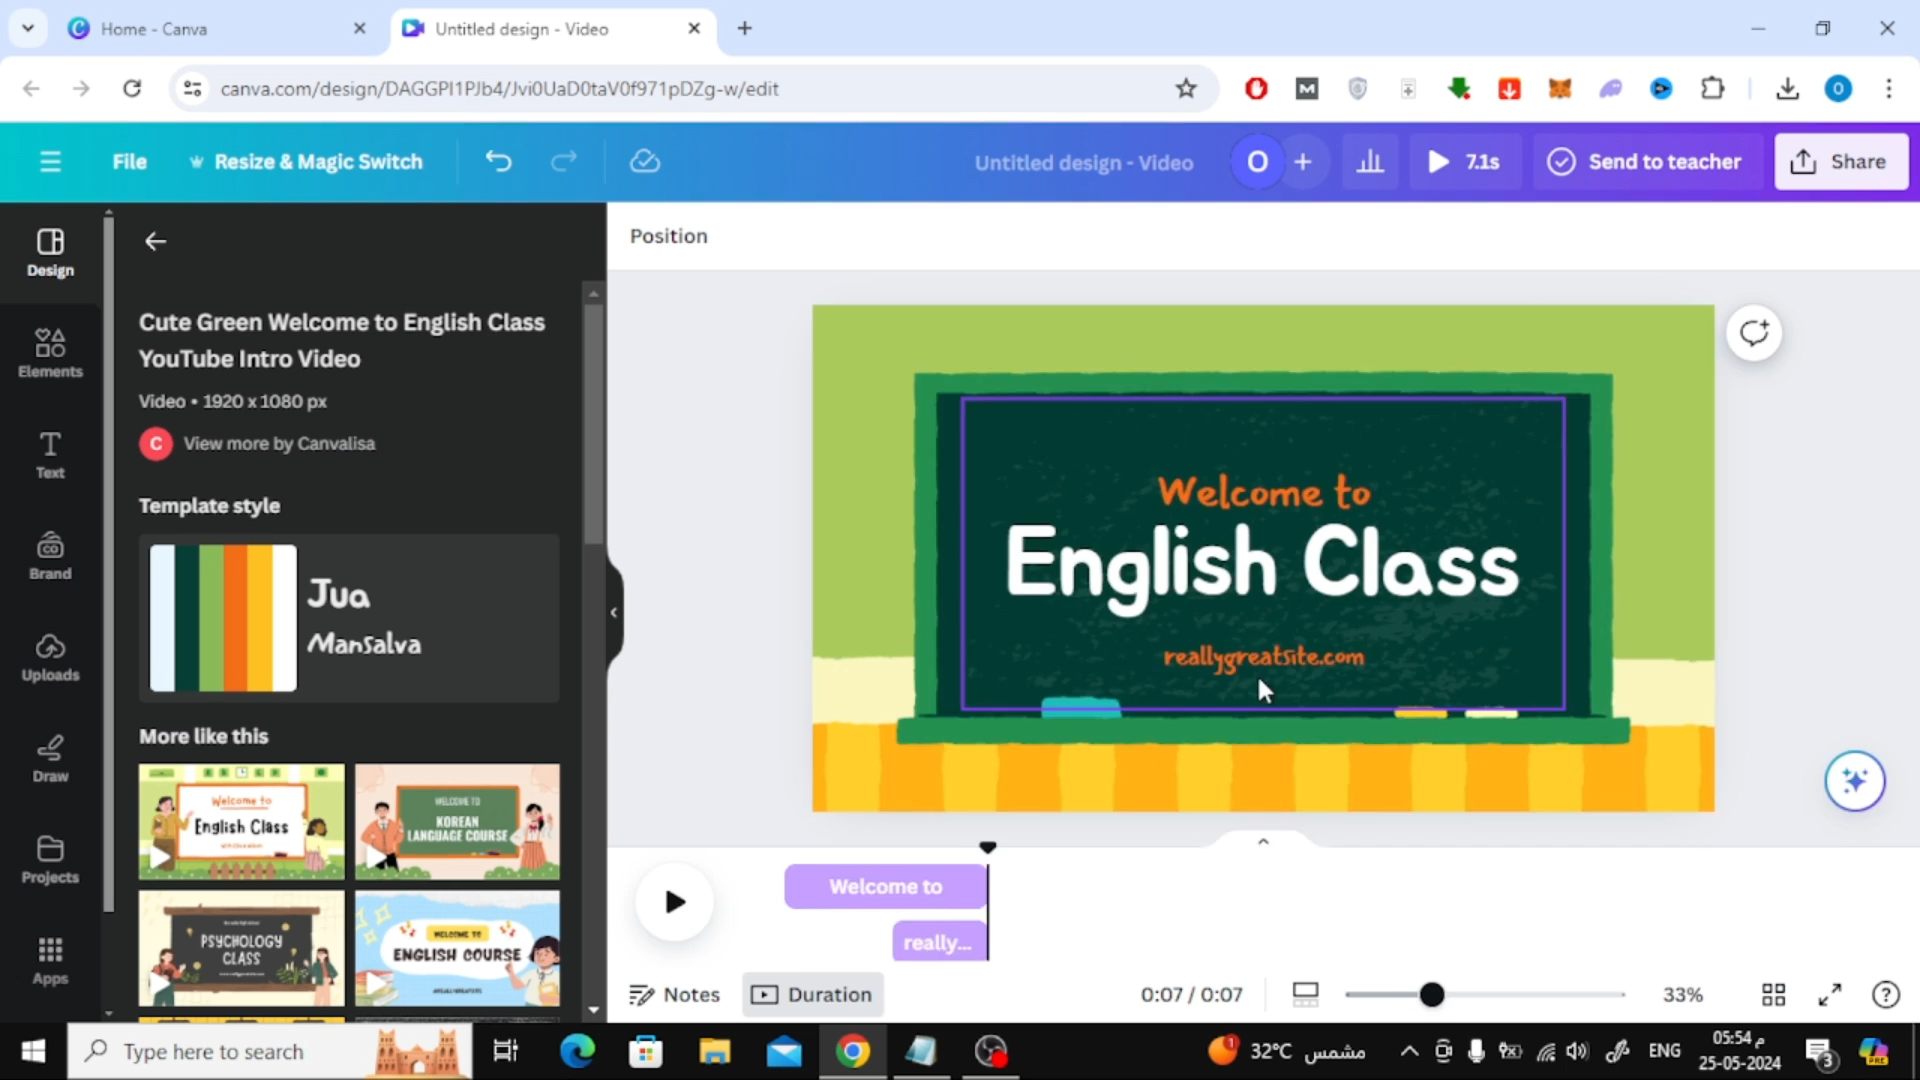 Home - Canva
Untitled design - Video
canva.com/design/DAGGPI1PJb4/Jvi0UaD0taV0f971pDZg-w/edit
File
Resize & Magic Switch
Untitled design - Video
O
7.1s
Send to teacher
Share
Design
Elements
Text
Brand
Uploads
Draw
Projects
Apps
Cute Green Welcome to English Class
YouTube Intro Video
Video • 1920 x 1080 px
C
View more by Canvalisa
Template style
Jua
Mansalva
More like this
Welcome to
English Class
WELCOME TO
KOREAN
LANGUAGE COURSE
PSYCHOLOGY
CLASS
WELCOME TO
ENGLISH COURSE
Position
Welcome to
English Class
reallygreatsite.com
Welcome to
really...
Notes
Duration
0:07 / 0:07
33%
Type here to search
32°C
مشمس
ENG
05:54 م
25-05-2024
3